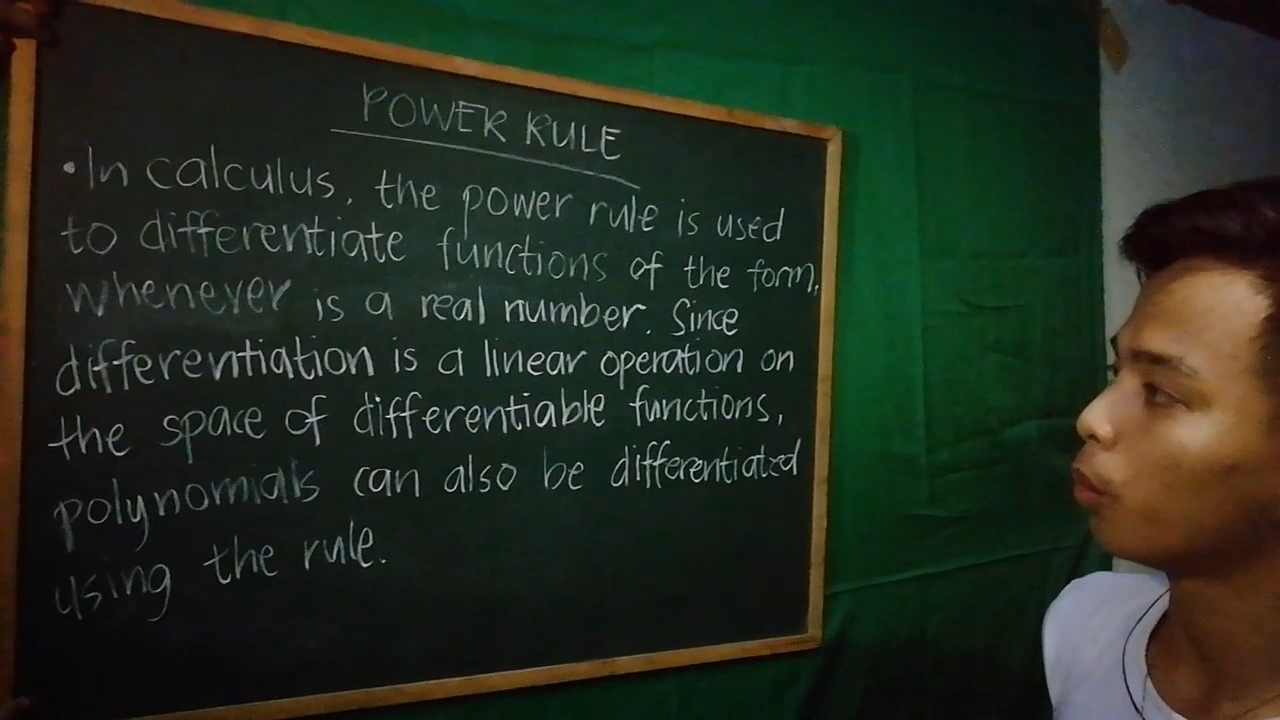 POWER RULE
• In calculus, the power rule is used
to differentiate functions of the form,
whenever is a real number. Since
differentiation is a linear operation on
the space of differentiable functions,
polynomials can also be differentiated
using the rule.